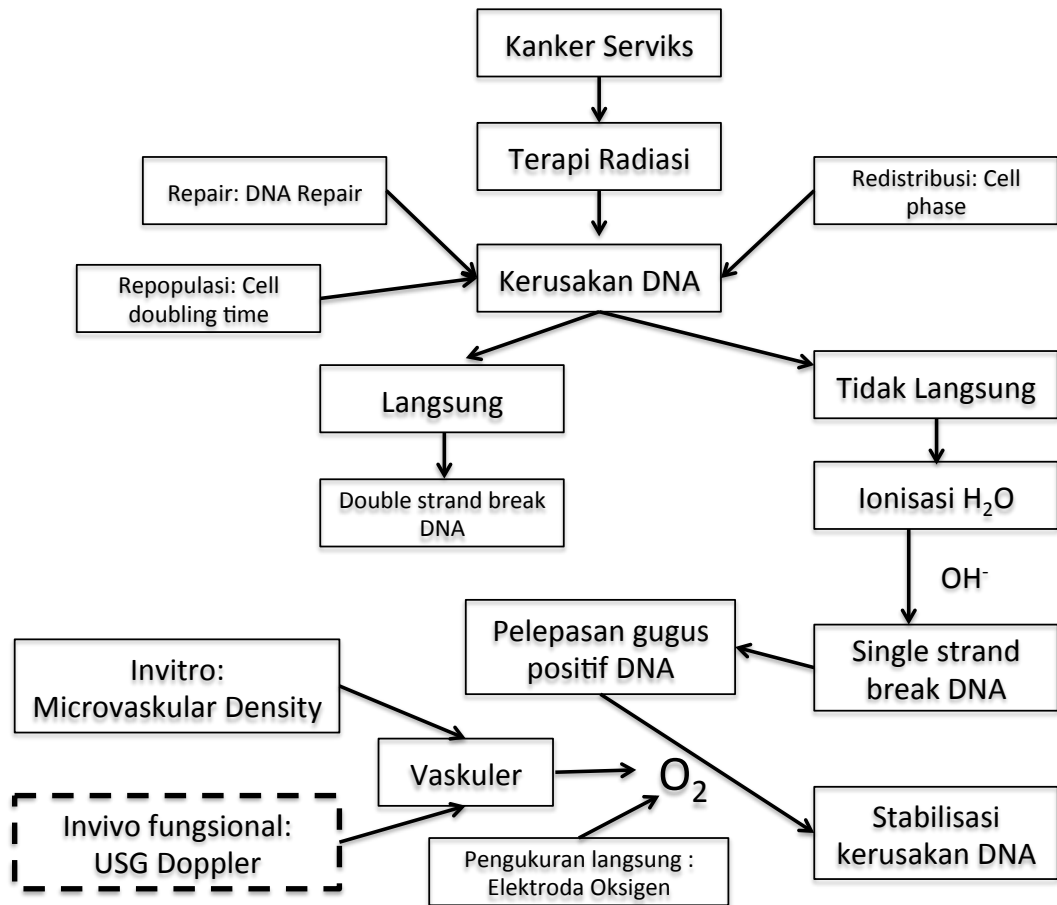 Kanker Serviks
Terapi Radiasi
Repair: DNA Repair
Redistribusi: Cell
phase
Kerusakan DNA
Repopulasi: Cell
doubling time
Langsung
Tidak Langsung
Double strand break
DNA
Ionisasi H₂O
OH⁻
Pelepasan gugus
positif DNA
Single strand
break DNA
Invitro:
Microvaskular Density
Vaskuler
O₂
Invivo fungsional:
USG Doppler
Pengukuran langsung :
Elektroda Oksigen
Stabilisasi
kerusakan DNA